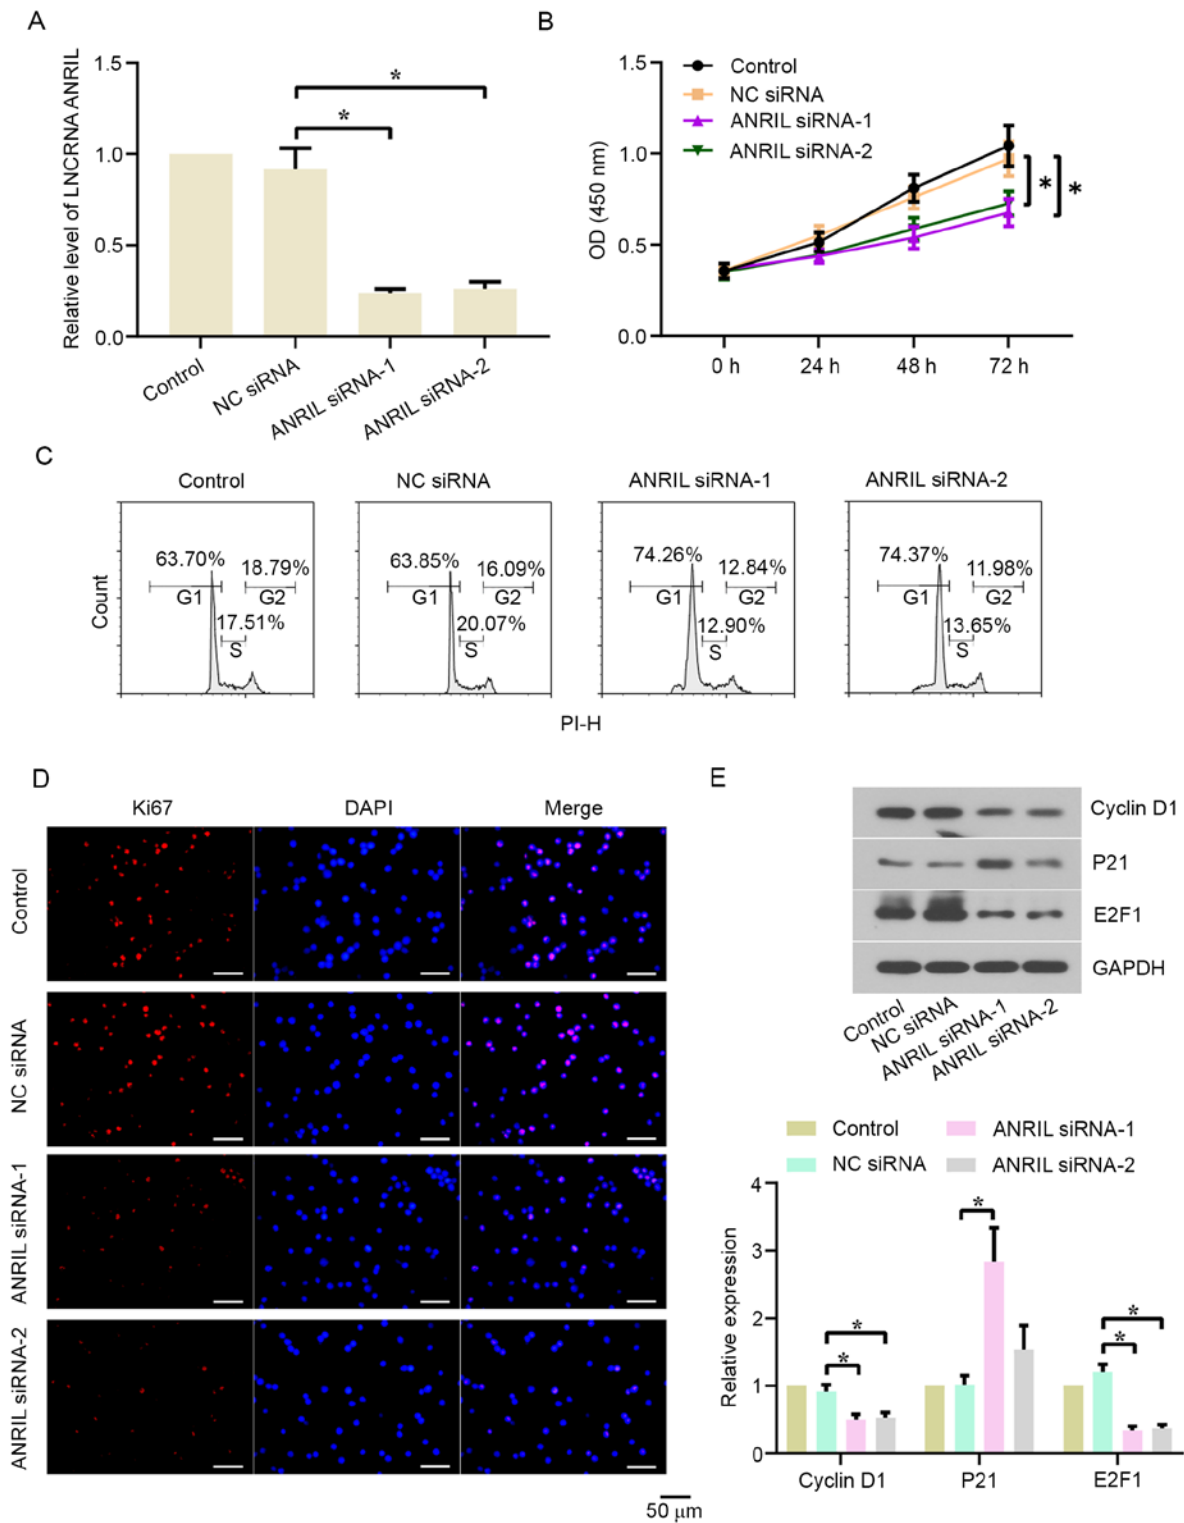 A
Relative level of LNCRNA ANRIL
1.5
1.0
0.5
0.0
*
*
Control
NC siRNA
ANRIL siRNA-1
ANRIL siRNA-2
B
OD (450 nm)
1.5
1.0
0.5
0.0
Control
NC siRNA
ANRIL siRNA-1
ANRIL siRNA-2
* *
0 h 24 h 48 h 72 h
C
Control NC siRNA ANRIL siRNA-1 ANRIL siRNA-2
Count
63.70% 18.79%
G1 G2
17.51%
S
63.85% 16.09%
G1 G2
20.07%
S
74.26% 12.84%
G1 G2
12.90%
S
74.37% 11.98%
G1 G2
13.65%
S
PI-H
D
Ki67 DAPI Merge
Control
NC siRNA
ANRIL siRNA-1
ANRIL siRNA-2
50 μm
E
Cyclin D1
P21
E2F1
GAPDH
Control
NC siRNA
ANRIL siRNA-1
ANRIL siRNA-2
Control ANRIL siRNA-1
NC siRNA ANRIL siRNA-2
Relative expression
4
3
2
1
0
*
*
*
*
*
Cyclin D1 P21 E2F1